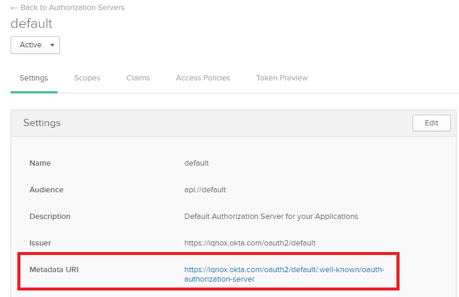 ← Back to Authorization Servers
default
Active
Settings Scopes Claims Access Policies Token Preview
Settings Edit
Name default
Audience api://default
Description Default Authorization Server for your Applications
Issuer https://iqnox.okta.com/oauth2/default
Metadata URI https://iqnox.okta.com/oauth2/default/.well-known/oauth-
authorization-server